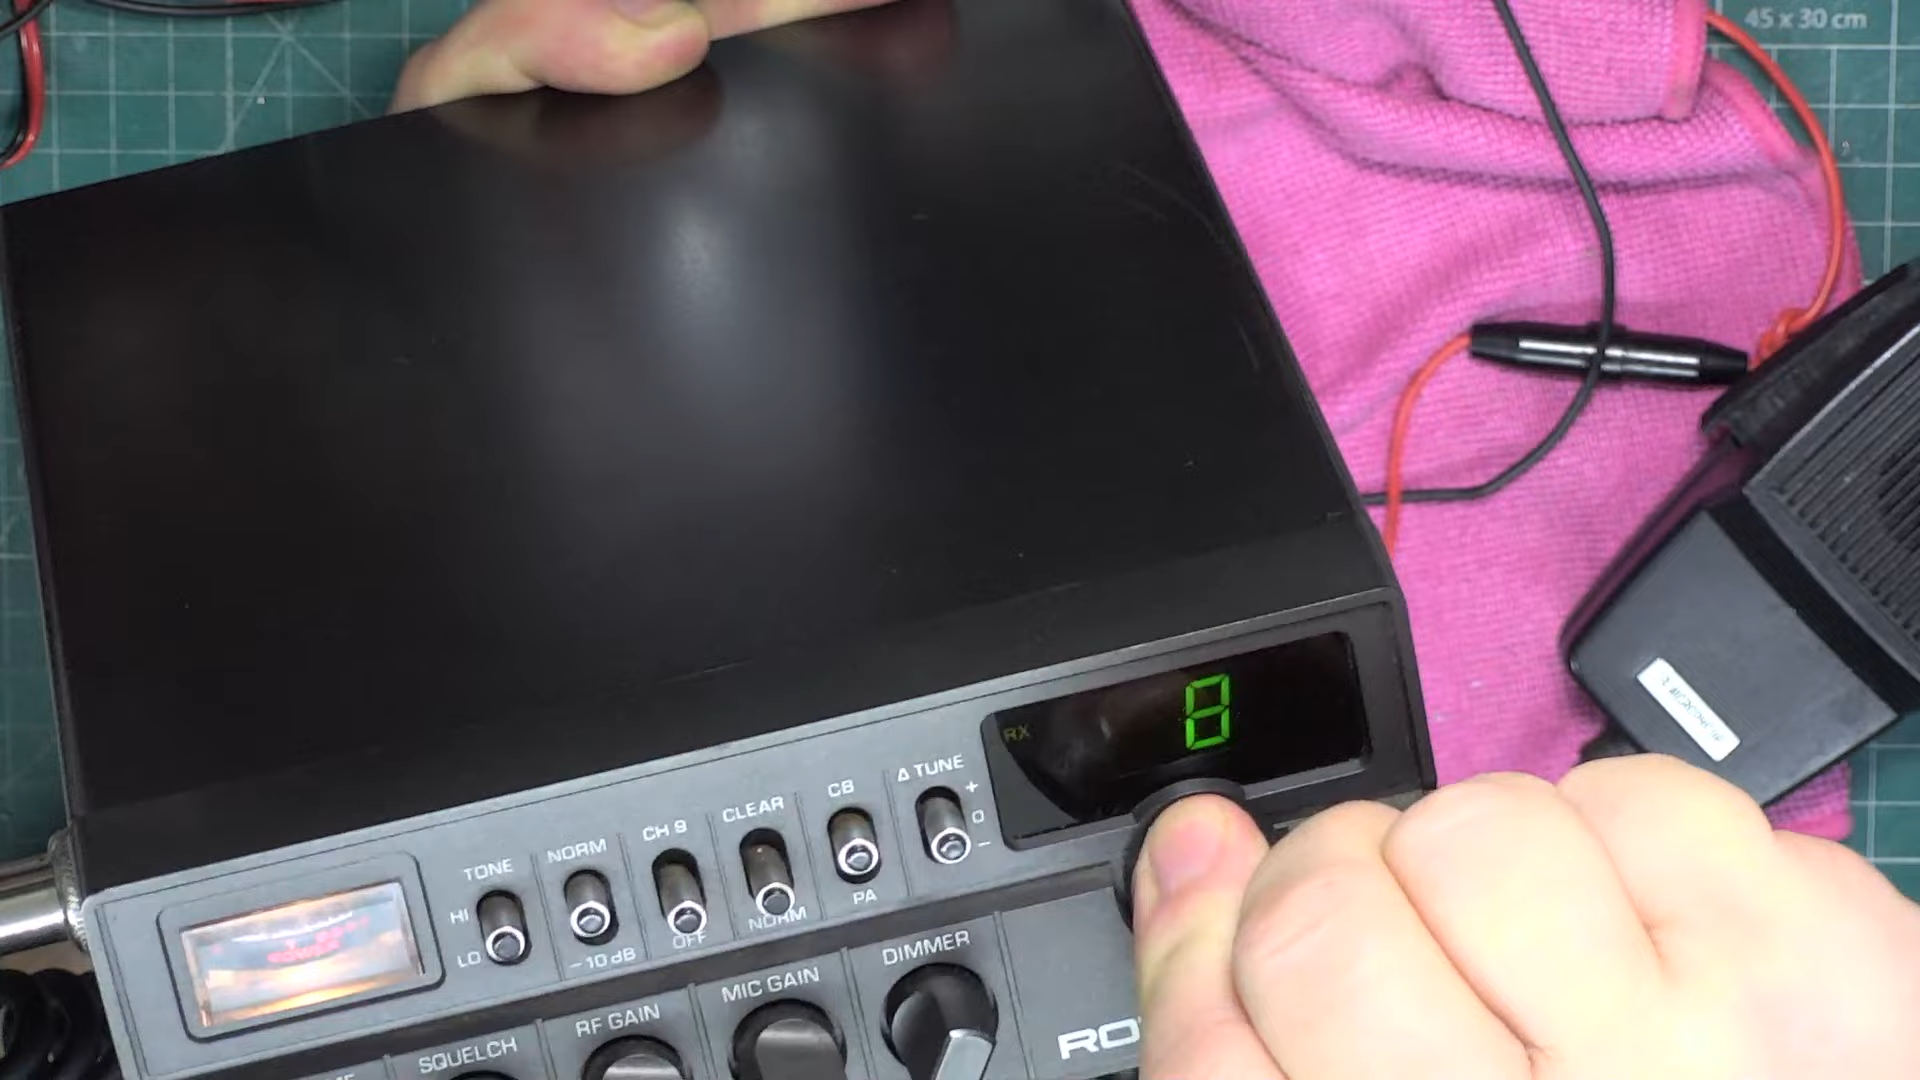 45 x 30 cm
RX
8
Δ TUNE
+
0
−
CB
PA
CLEAR
NORM
CH 9
OFF
NORM
−10 dB
TONE
HI
LO
DIMMER
MIC GAIN
RF GAIN
SQUELCH